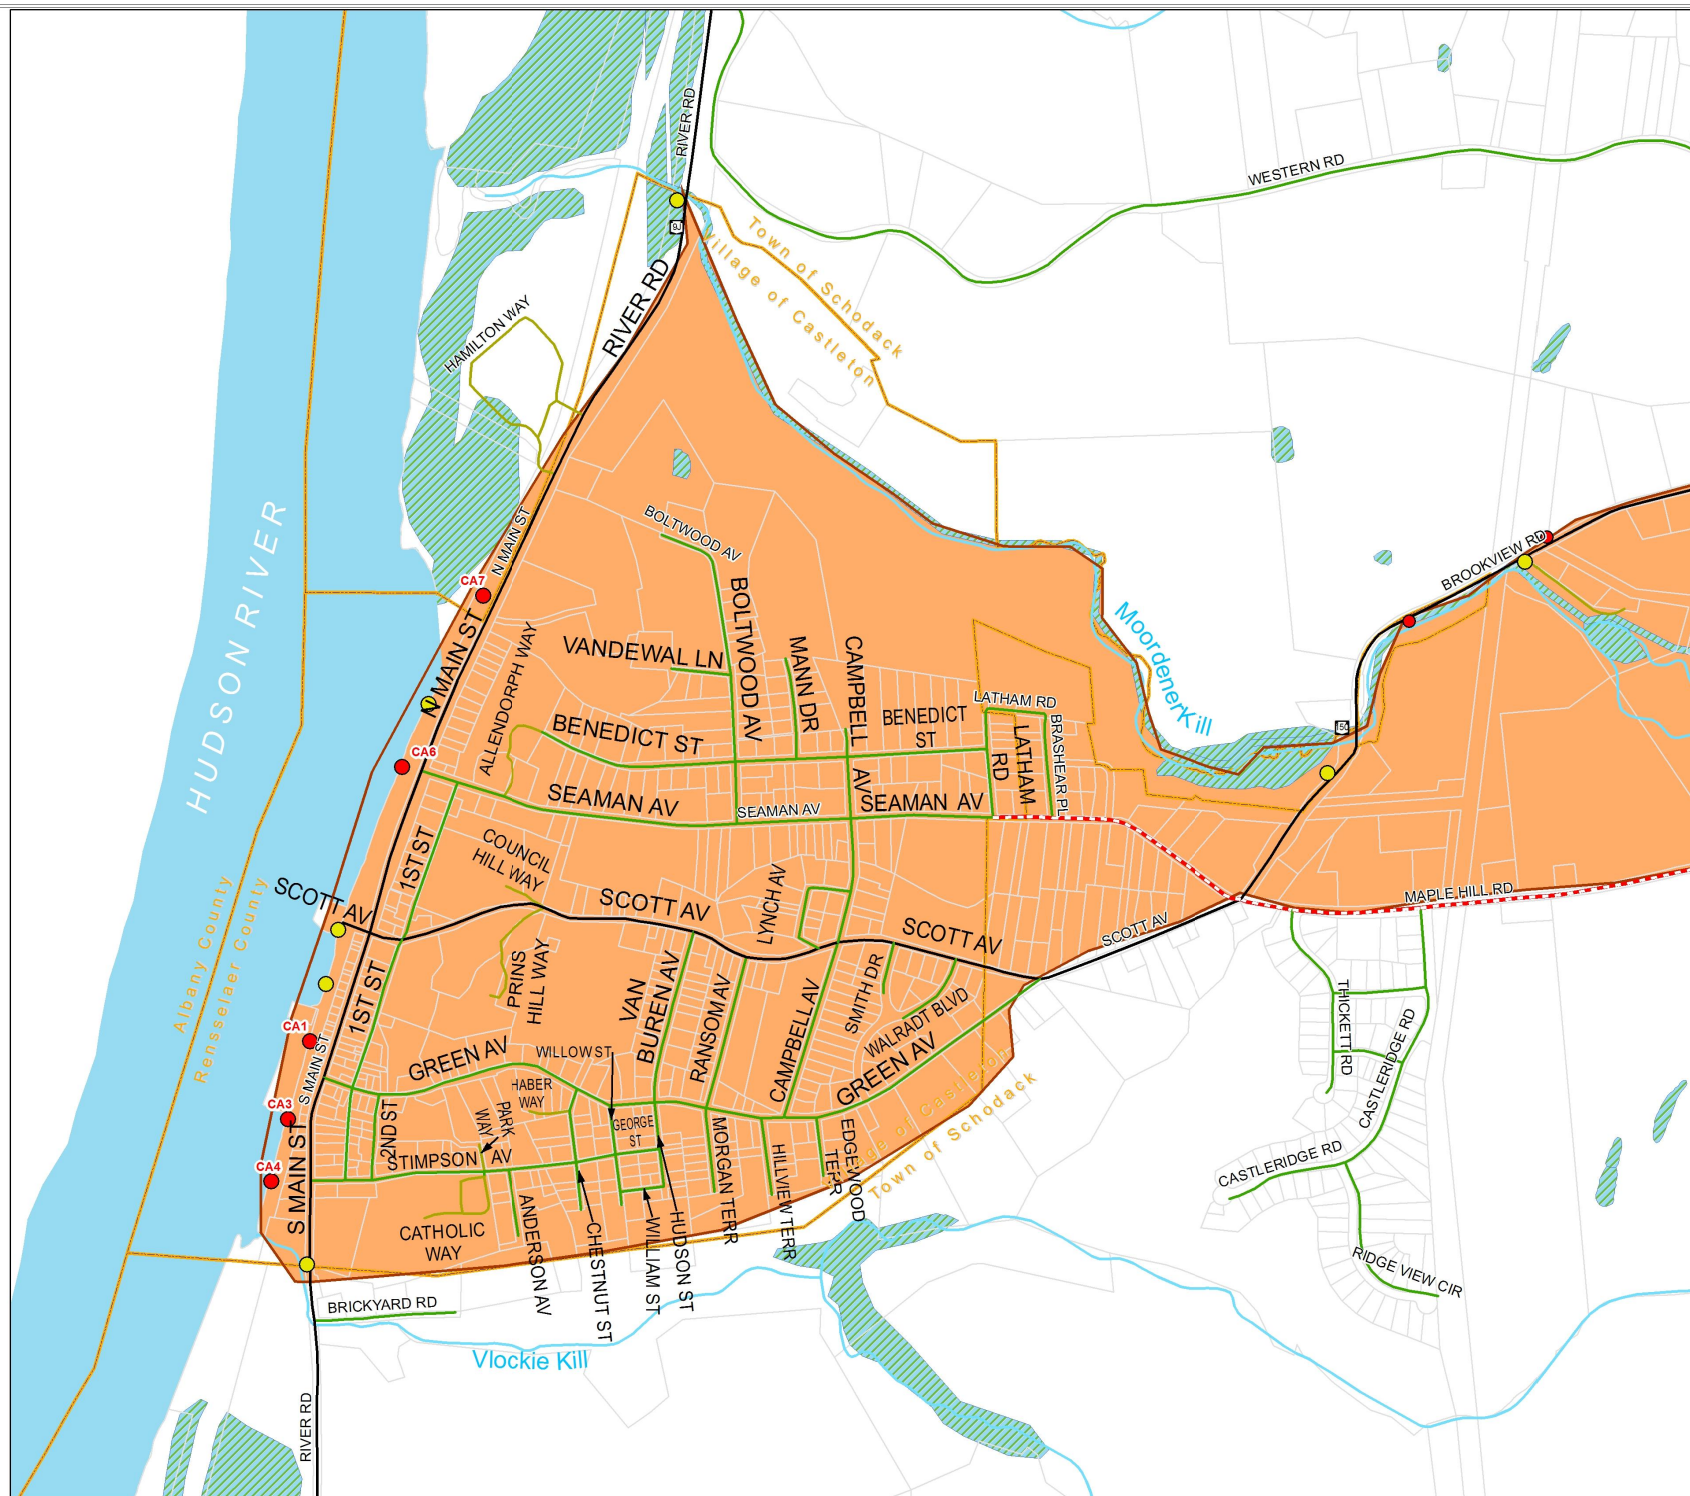 RIVER RD
WESTERN RD
9J
Town of Schodack
Village of Castleton
RIVER RD
HAMILTON WAY
HUDSON RIVER
N MAIN ST
BOLTWOOD AV
BROOKVIEW RD
CA7
N MAIN ST
ALLENDORPH WAY
VANDEWAL LN
BOLTWOOD AV
MANN DR
CAMPBELL
AV
Moordener Kill
LATHAM RD
BENEDICT
ST
BENEDICT ST
LATHAM
RD
BRASHEAR PL
150
CA6
SEAMAN AV
SEAMAN AV
SEAMAN AV
1ST ST
COUNCIL
HILL WAY
SCOTT AV
SCOTT AV
LYNCH AV
SCOTT AV
SCOTT AV
MAPLE HILL RD
Albany County
Rensselaer County
1ST ST
PRINS
HILL WAY
VAN
BUREN AV
RANSOM AV
CAMPBELL AV
SMITH DR
WALRADT BLVD
THICKETT RD
CASTLERIDGE RD
CA1
S MAIN ST
GREEN AV
WILLOW ST
GREEN AV
Village of Castleton
Town of Schodack
HABER
WAY
PARK
WAY
CA3
2ND ST
GEORGE
ST
STIMPSON AV
MORGAN TERR
HILLVIEW TERR
EDGEWOOD
TERR
CASTLERIDGE RD
CA4
S MAIN ST
CATHOLIC
WAY
ANDERSON AV
CHESTNUT ST
WILLIAM ST
HUDSON ST
RIDGE VIEW CIR
BRICKYARD RD
Vlockie Kill
RIVER RD